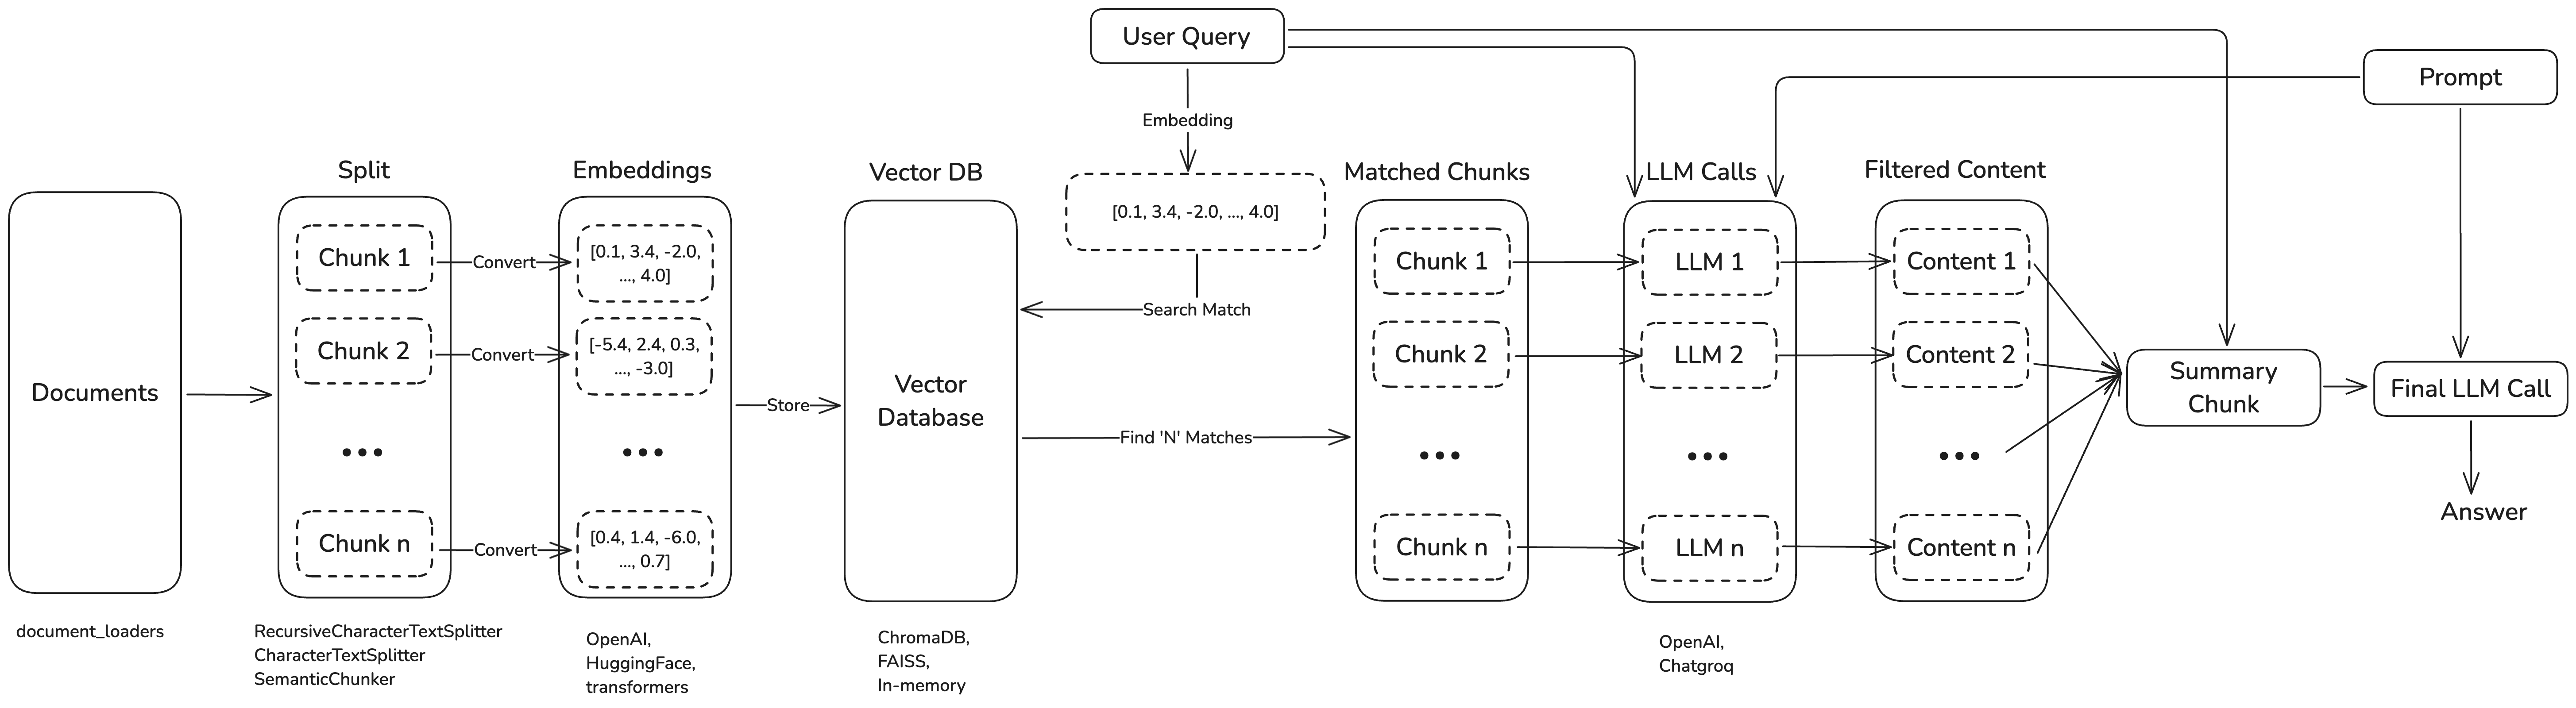 User Query
Prompt
Embedding
Split
Embeddings
Vector DB
Matched Chunks
LLM Calls
Filtered Content
[0.1, 3.4, -2.0, ..., 4.0]
Documents
Chunk 1
Convert
[0.1, 3.4, -2.0,
..., 4.0]
Chunk 2
Convert
[-5.4, 2.4, 0.3,
..., -3.0]
...
...
Chunk n
Convert
[0.4, 1.4, -6.0,
..., 0.7]
Store
Vector
Database
Search Match
Find 'N' Matches
Chunk 1
LLM 1
Content 1
Chunk 2
LLM 2
Content 2
...
...
...
Chunk n
LLM n
Content n
Summary
Chunk
Final LLM Call
Answer
document_loaders
RecursiveCharacterTextSplitter
CharacterTextSplitter
SemanticChunker
OpenAI,
HuggingFace,
transformers
ChromaDB,
FAISS,
In-memory
OpenAI,
Chatgroq